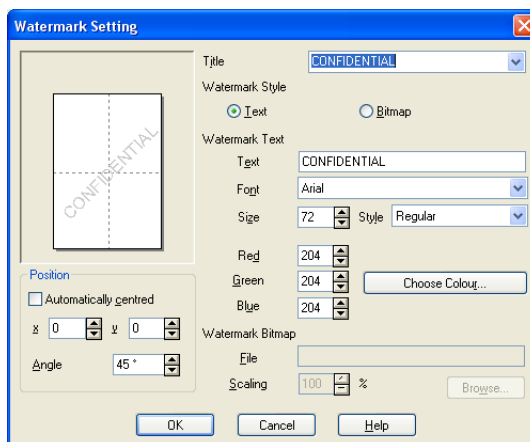 Watermark Setting
Title CONFIDENTIAL
Watermark Style
Text Bitmap
CONFIDENTIAL
Watermark Text
Text CONFIDENTIAL
Font Arial
Size 72 Style Regular
Red 204
Green 204 Choose Colour...
Blue 204
Position
Automatically centred
x 0 y 0
Angle 45 °
Watermark Bitmap
File
Scaling 100 % Browse...
OK Cancel Help